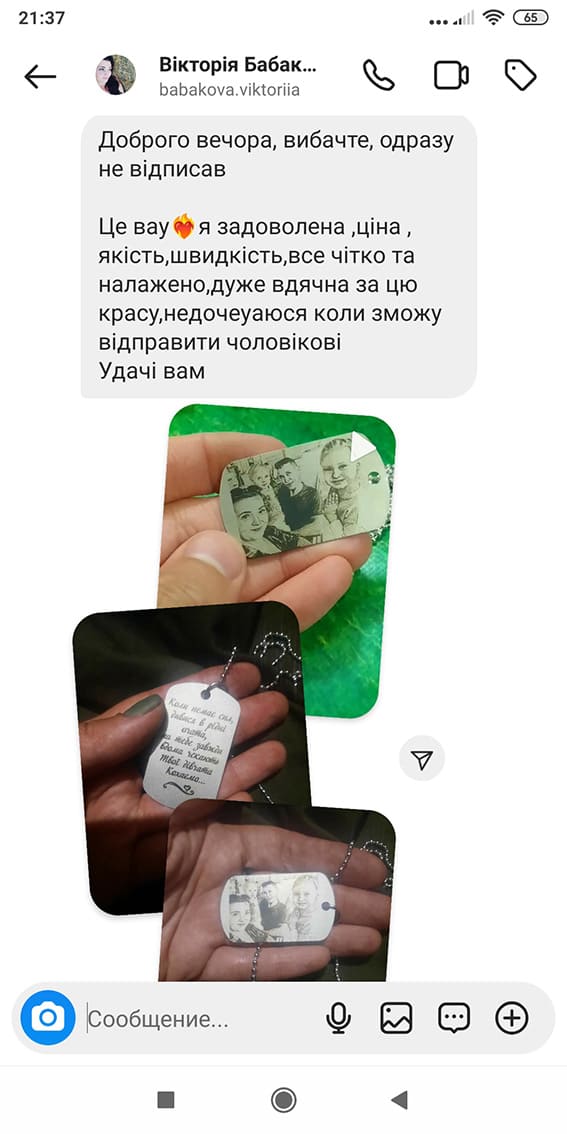 21:37
65
Вікторія Бабак...
babakova.viktoriia
Доброго вечора, вибачте, одразу
не відписав
Це вау❤️‍🔥я задоволена ,ціна ,
якість,швидкість,все чітко та
налажено,дуже вдячна за цю
красу,недочеуаюся коли зможу
відправити чоловікові
Удачі вам
Коли немає сил,
дивися в рідні
очата,
на тебе завжди
вдома чекають
Твої дівчата
Кохаємо...
Сообщение...